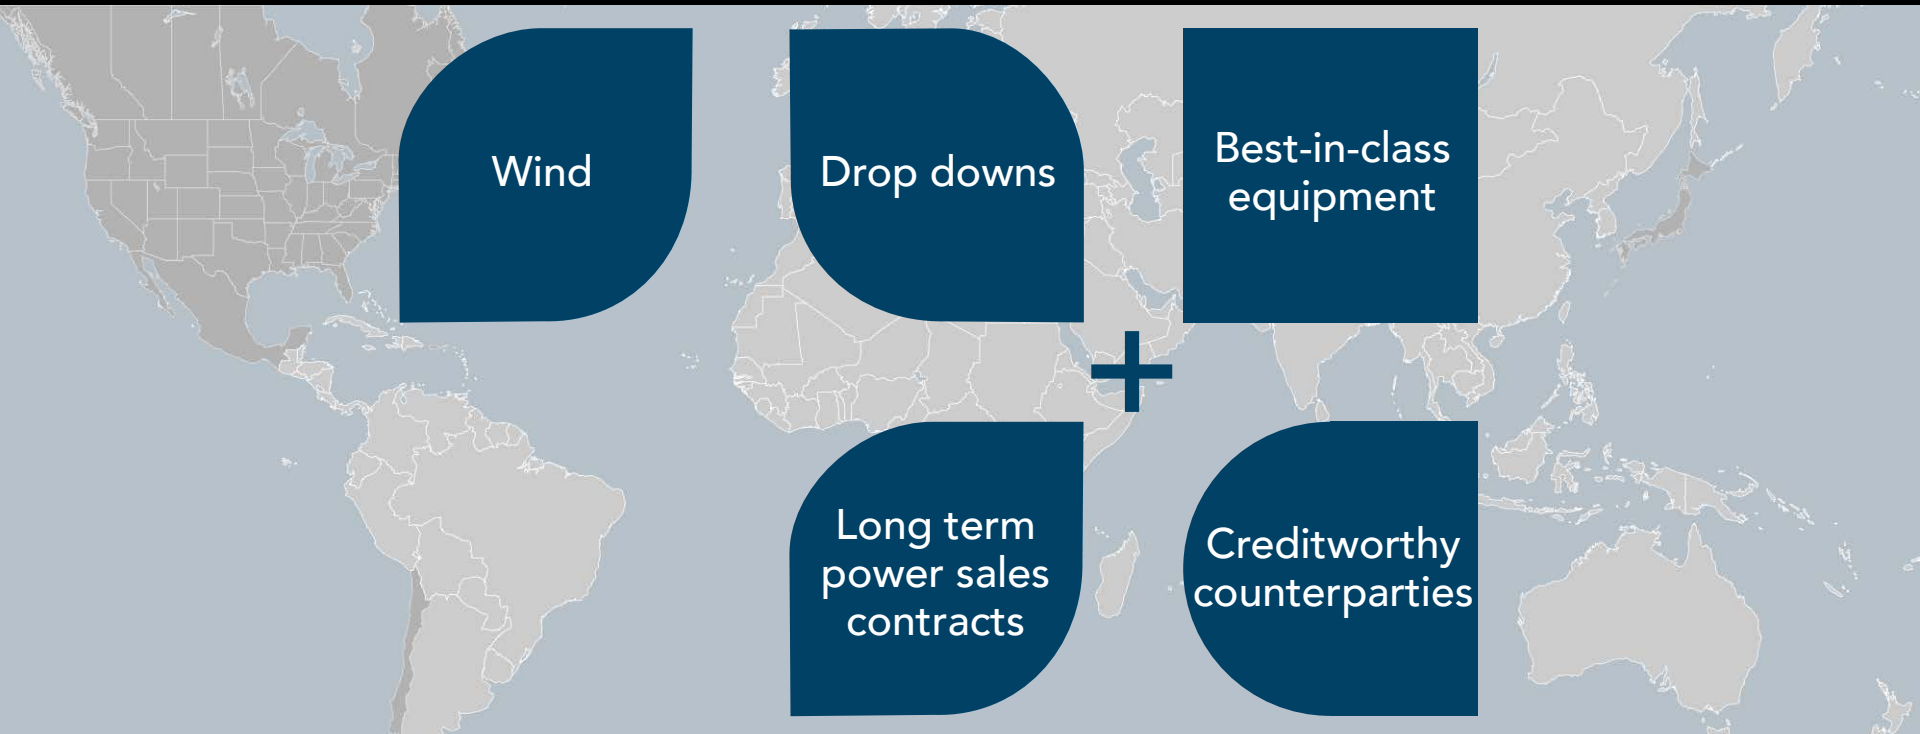 Wind
Drop downs
Best-in-class
equipment
Long term
power sales
contracts
Creditworthy
counterparties